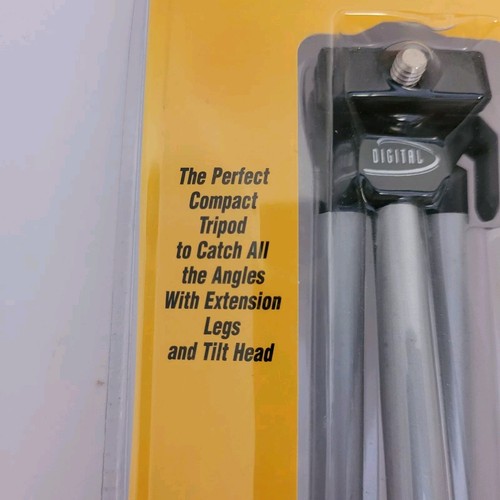 The Perfect
Compact
Tripod
to Catch All
the Angles
With Extension
Legs
and Tilt Head
DIGITAL